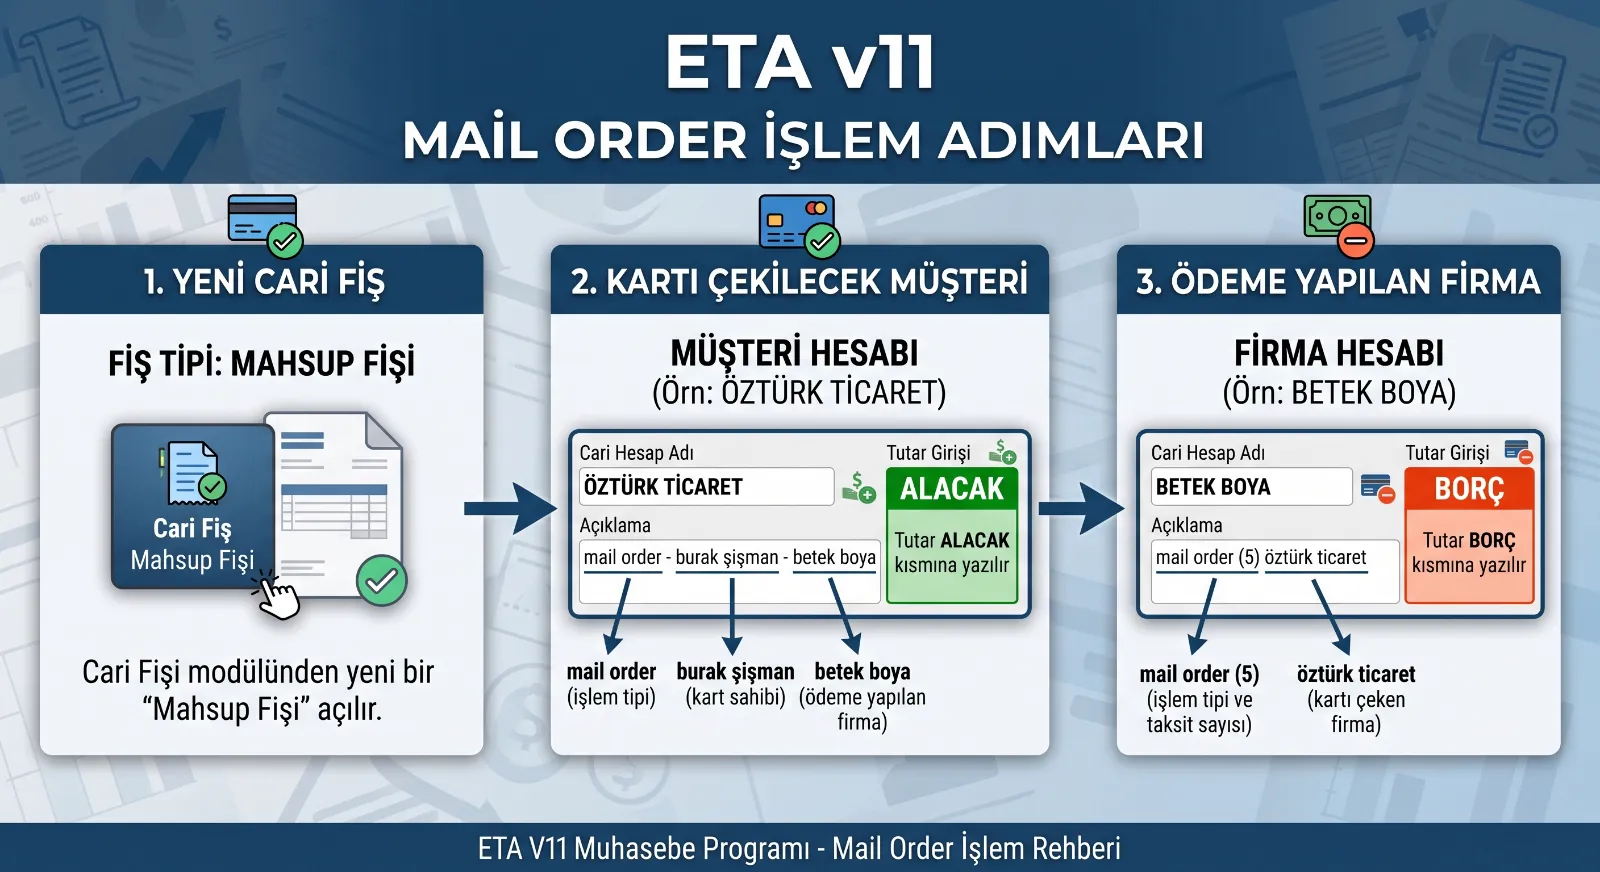 ETA v11
MAİL ORDER İŞLEM ADIMLARI
1. YENİ CARİ FİŞ
FİŞ TİPİ: MAHSUP FİŞİ
Cari Fiş
Mahsup Fişi
Cari Fişi modülünden yeni bir
“Mahsup Fişi” açılır.
2. KARTI ÇEKİLECEK MÜŞTERİ
MÜŞTERİ HESABI
(Örn: ÖZTÜRK TİCARET)
Cari Hesap Adı
Tutar Girişi
ÖZTÜRK TİCARET
ALACAK
Açıklama
mail order - burak şişman - betek boya
Tutar ALACAK
kısmına yazılır
mail order
(işlem tipi)
burak şişman
(kart sahibi)
betek boya
(ödeme yapılan
firma)
3. ÖDEME YAPILAN FİRMA
FİRMA HESABI
(Örn: BETEK BOYA)
Cari Hesap Adı
Tutar Girişi
BETEK BOYA
BORÇ
Açıklama
mail order (5) öztürk ticaret
Tutar BORÇ
kısmına yazılır
mail order (5)
(işlem tipi ve
taksit sayısı)
öztürk ticaret
(kartı çeken
firma)
ETA V11 Muhasebe Programı - Mail Order İşlem Rehberi